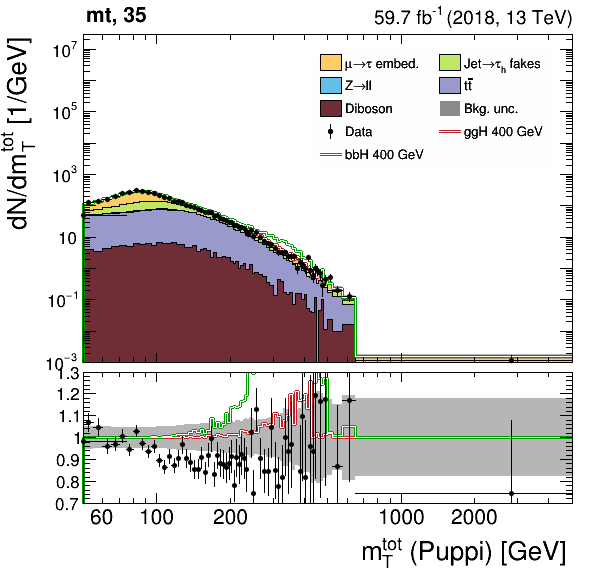 mt, 35
59.7 fb⁻¹ (2018, 13 TeV)
dN/dm_T^tot [1/GeV]
μ→τ embed.
Jet→τ_h fakes
Z→ll
tt̄
Diboson
Bkg. unc.
Data
ggH 400 GeV
bbH 400 GeV
10⁷
10⁵
10³
10
10⁻¹
10⁻³
1.3
1.2
1.1
1
0.9
0.8
0.7
60 100 200 1000 2000
m_T^tot (Puppi) [GeV]